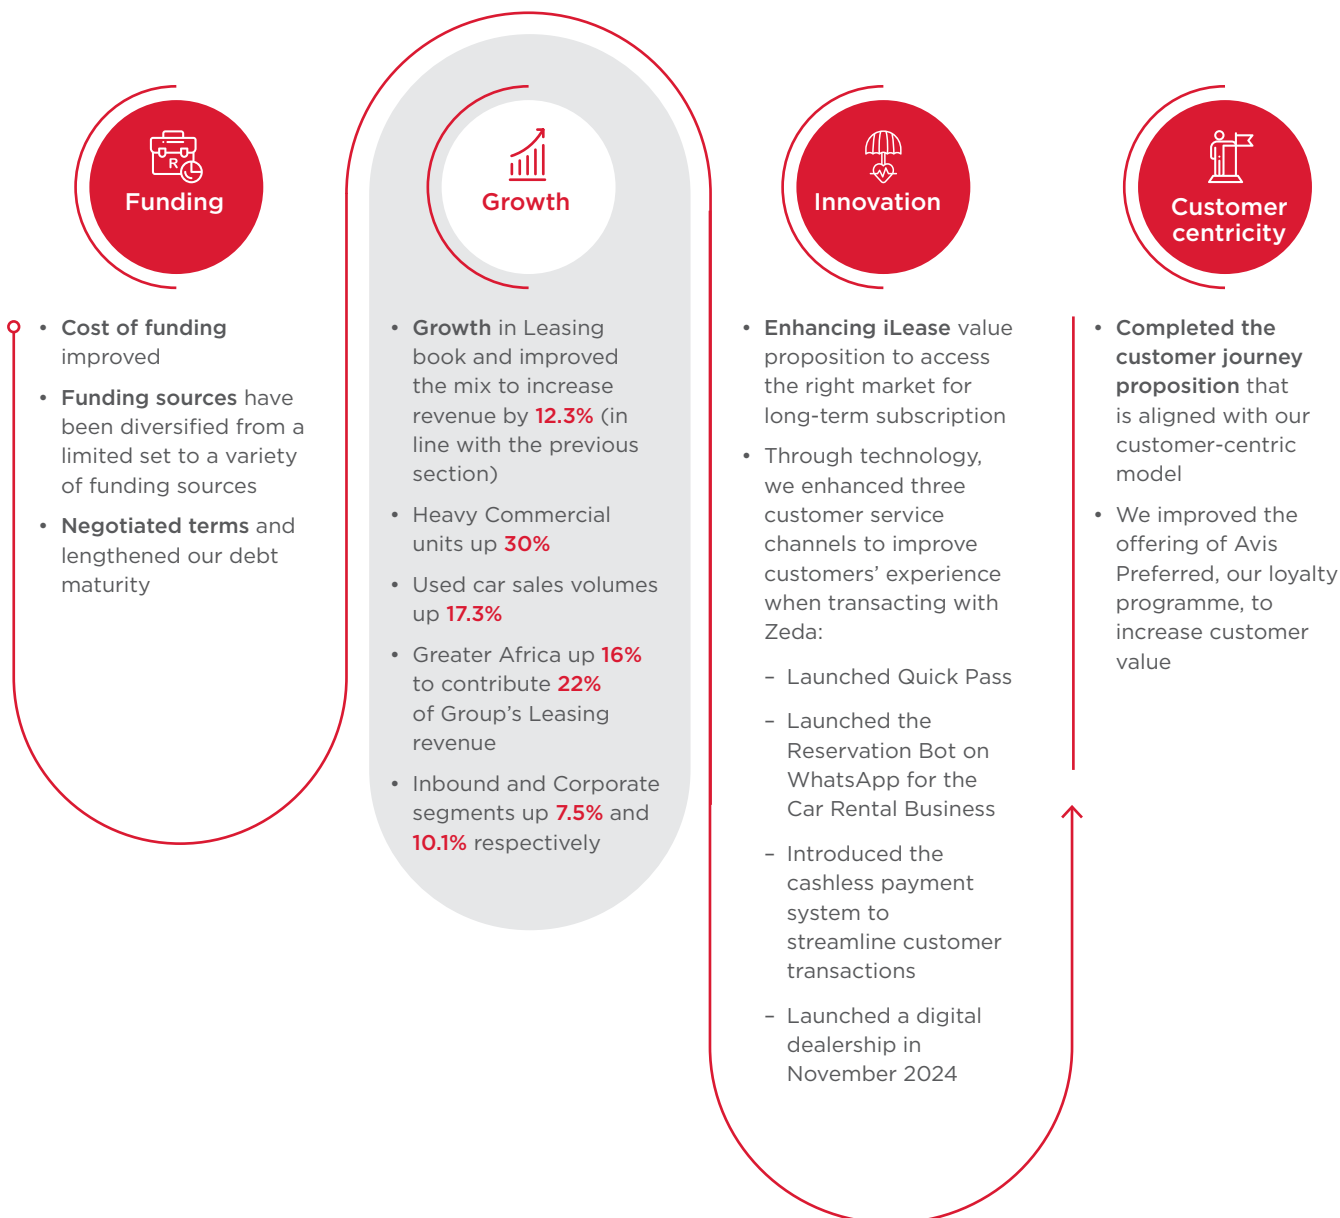 R
Funding
• Cost of funding
improved
• Funding sources have
been diversified from a
limited set to a variety
of funding sources
• Negotiated terms and
lengthened our debt
maturity
Growth
• Growth in Leasing
book and improved
the mix to increase
revenue by 12.3% (in
line with the previous
section)
• Heavy Commercial
units up 30%
• Used car sales volumes
up 17.3%
• Greater Africa up 16%
to contribute 22%
of Group’s Leasing
revenue
• Inbound and Corporate
segments up 7.5% and
10.1% respectively
Innovation
• Enhancing iLease value
proposition to access
the right market for
long-term subscription
• Through technology,
we enhanced three
customer service
channels to improve
customers’ experience
when transacting with
Zeda:
– Launched Quick Pass
– Launched the
Reservation Bot on
WhatsApp for the
Car Rental Business
– Introduced the
cashless payment
system to
streamline customer
transactions
– Launched a digital
dealership in
November 2024
Customer
centricity
• Completed the
customer journey
proposition that
is aligned with our
customer-centric
model
• We improved the
offering of Avis
Preferred, our loyalty
programme, to
increase customer
value